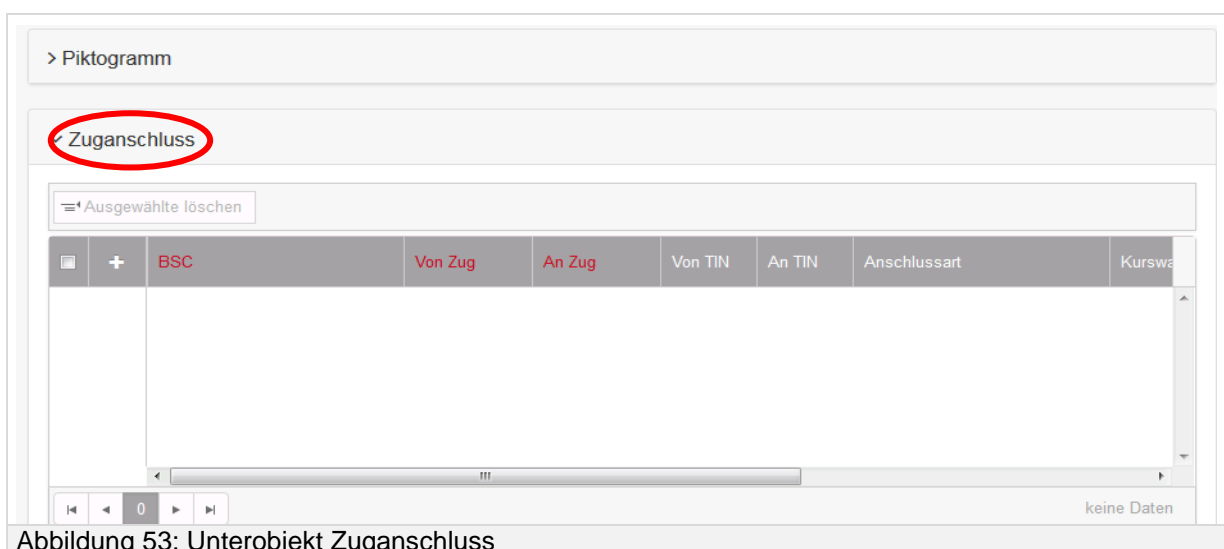 > Piktogramm
Zuganschluss
Ausgewählte löschen
BSC Von Zug An Zug Von TIN An TIN Anschlussart Kurswa
0 keine Daten
Abbildung 53: Unterobjekt Zuganschluss